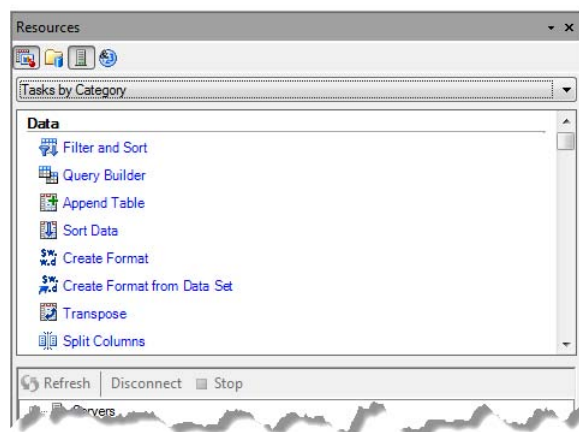 Resources
Tasks by Category
Data
Filter and Sort
Query Builder
Append Table
Sort Data
Create Format
Create Format from Data Set
Transpose
Split Columns
Refresh Disconnect Stop
Servers